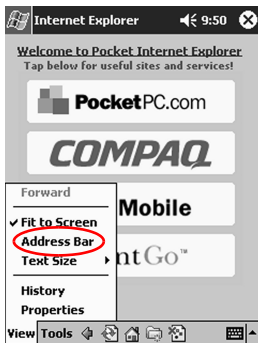 Internet Explorer 9:50
Welcome to Pocket Internet Explorer
Tap below for useful sites and services!
PocketPC.com
COMPAQ
Mobile
ntGo™
Forward
Fit to Screen
Address Bar
Text Size
History
Properties
View Tools